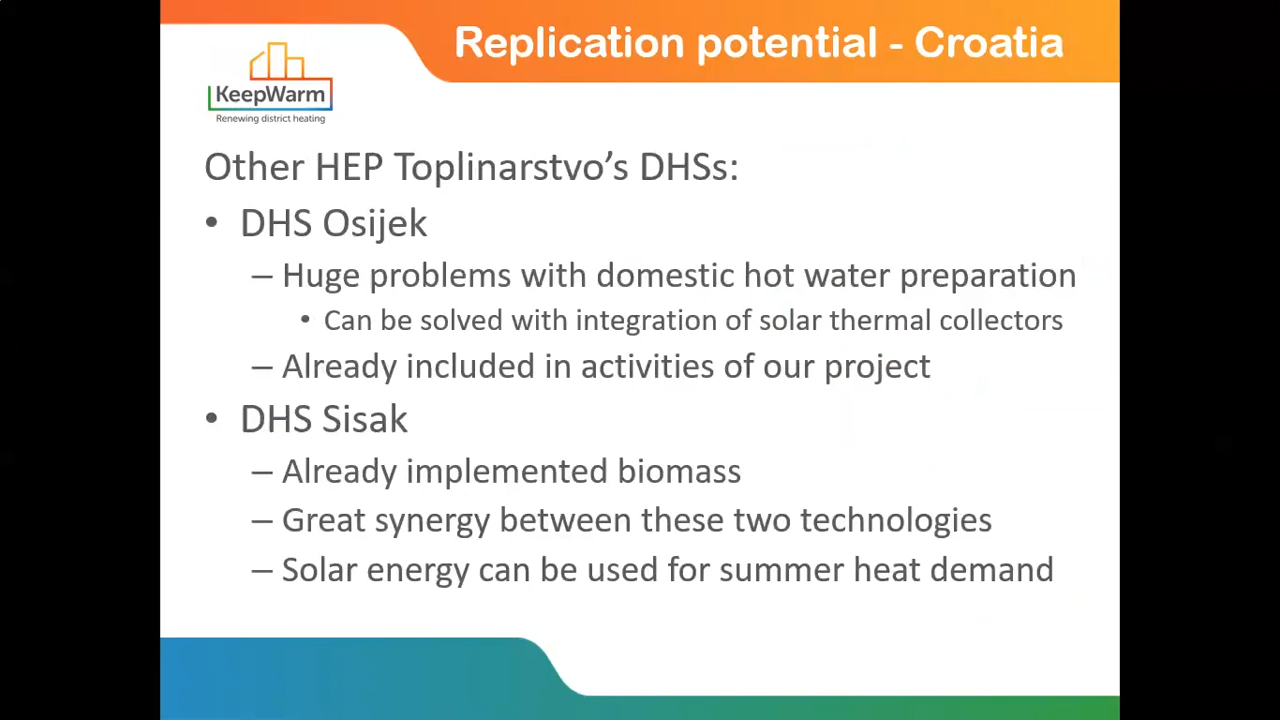 Replication potential - Croatia
KeepWarm
Renewing district heating
Other HEP Toplinarstvo’s DHSs:
• DHS Osijek
– Huge problems with domestic hot water preparation
• Can be solved with integration of solar thermal collectors
– Already included in activities of our project
• DHS Sisak
– Already implemented biomass
– Great synergy between these two technologies
– Solar energy can be used for summer heat demand